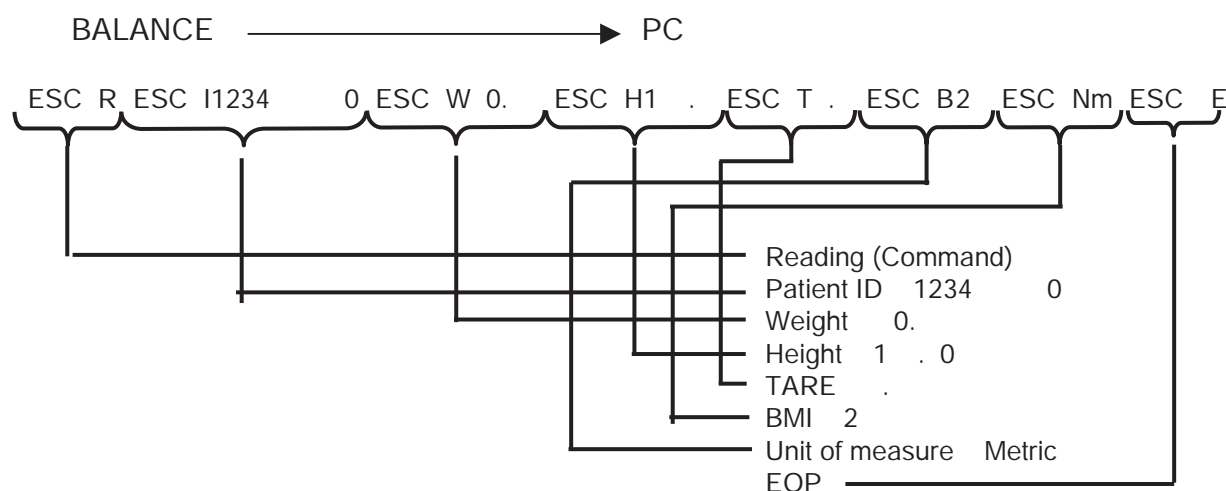 BALANCE PC
ESC R ESC I1234 0 ESC W 0. ESC H1 . ESC T . ESC B2 ESC Nm ESC E
Reading (Command)
Patient ID 1234 0
Weight 0.
Height 1 . 0
TARE .
BMI 2
Unit of measure Metric
EOP